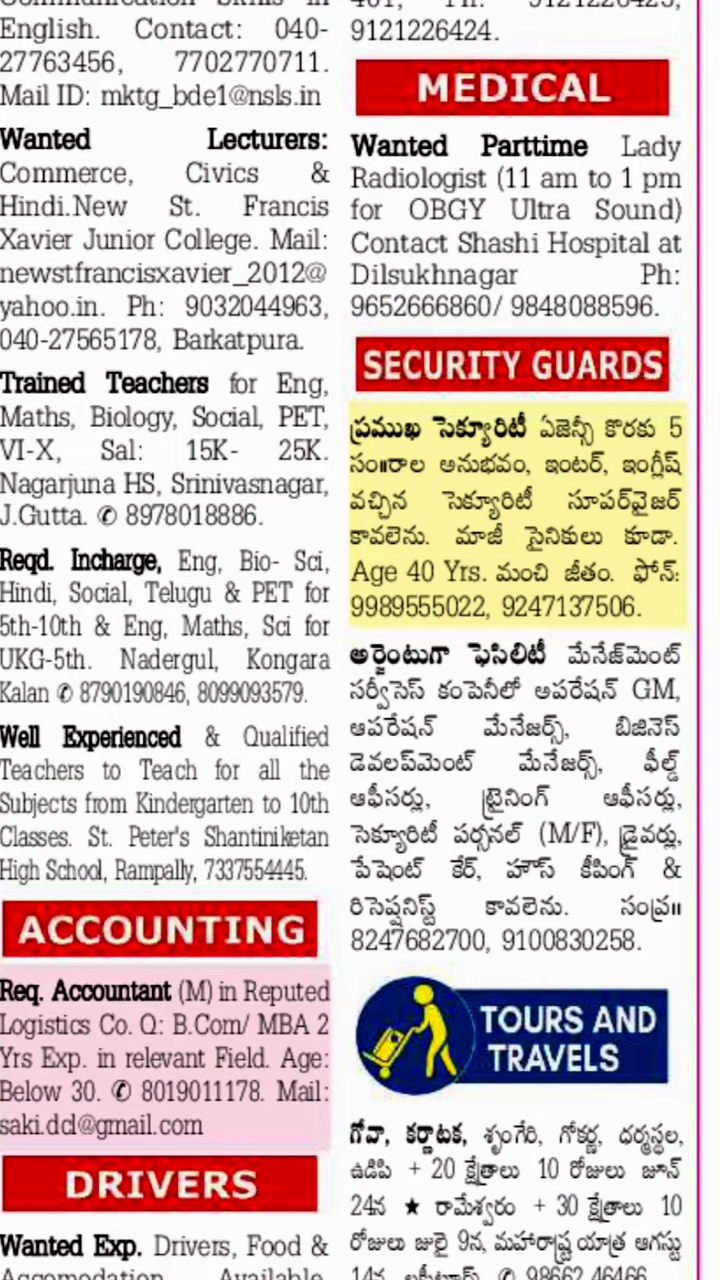 English. Contact: 040-
27763456, 7702770711.
Mail ID: mktg_bde1@nsls.in
Wanted Lecturers:
Commerce, Civics &
Hindi.New St. Francis
Xavier Junior College. Mail:
newstfrancisxavier_2012@
yahoo.in. Ph: 9032044963,
040-27565178, Barkatpura.
Trained Teachers for Eng,
Maths, Biology, Social, PET,
VI-X, Sal: 15K- 25K.
Nagarjuna HS, Srinivasnagar,
J.Gutta. ✆ 8978018886.
Reqd. Incharge, Eng, Bio- Sci,
Hindi, Social, Telugu & PET for
5th-10th & Eng, Maths, Sci for
UKG-5th. Nadergul, Kongara
Kalan ✆ 8790190846, 8099093579.
Well Experienced & Qualified
Teachers to Teach for all the
Subjects from Kindergarten to 10th
Classes. St. Peter's Shantiniketan
High School, Rampally, 7337554445.
ACCOUNTING
Req. Accountant (M) in Reputed
Logistics Co. Q: B.Com/ MBA 2
Yrs Exp. in relevant Field. Age:
Below 30. ✆ 8019011178. Mail:
saki.dcl@gmail.com
DRIVERS
Wanted Exp. Drivers, Food &
Accomodation Available.
9121226424.
MEDICAL
Wanted Parttime Lady
Radiologist (11 am to 1 pm
for OBGY Ultra Sound)
Contact Shashi Hospital at
Dilsukhnagar Ph:
9652666860/ 9848088596.
SECURITY GUARDS
ప్రముఖ సెక్యూరిటీ ఏజెన్సీ కొరకు 5
సం॥రాల అనుభవం, ఇంటర్, ఇంగ్లీష్
వచ్చిన సెక్యూరిటీ సూపర్‌వైజర్
కావలెను. మాజీ సైనికులు కూడా.
Age 40 Yrs. మంచి జీతం. ఫోన్:
9989555022, 9247137506.
అర్జెంటుగా ఫెసిలిటీ మేనేజ్‌మెంట్
సర్వీసెస్ కంపెనీలో అపరేషన్ GM,
ఆపరేషన్ మేనేజర్స్, బిజినెస్
డెవలప్‌మెంట్ మేనేజర్స్, ఫీల్డ్
ఆఫీసర్లు, ట్రైనింగ్ ఆఫీసర్లు,
సెక్యూరిటీ పర్సనల్ (M/F), డ్రైవర్లు,
పేషెంట్ కేర్, హౌస్ కీపింగ్ &
రిసెప్షనిస్ట్ కావలెను. సంప్ర॥
8247682700, 9100830258.
TOURS AND
TRAVELS
గోవా, కర్ణాటక, శృంగేరి, గోకర్ణ, ధర్మస్థల,
ఉడిపి + 20 క్షేత్రాలు 10 రోజులు జూన్
24న ★ రామేశ్వరం + 30 క్షేత్రాలు 10
రోజులు జులై 9న, మహారాష్ట్ర యాత్ర ఆగస్టు